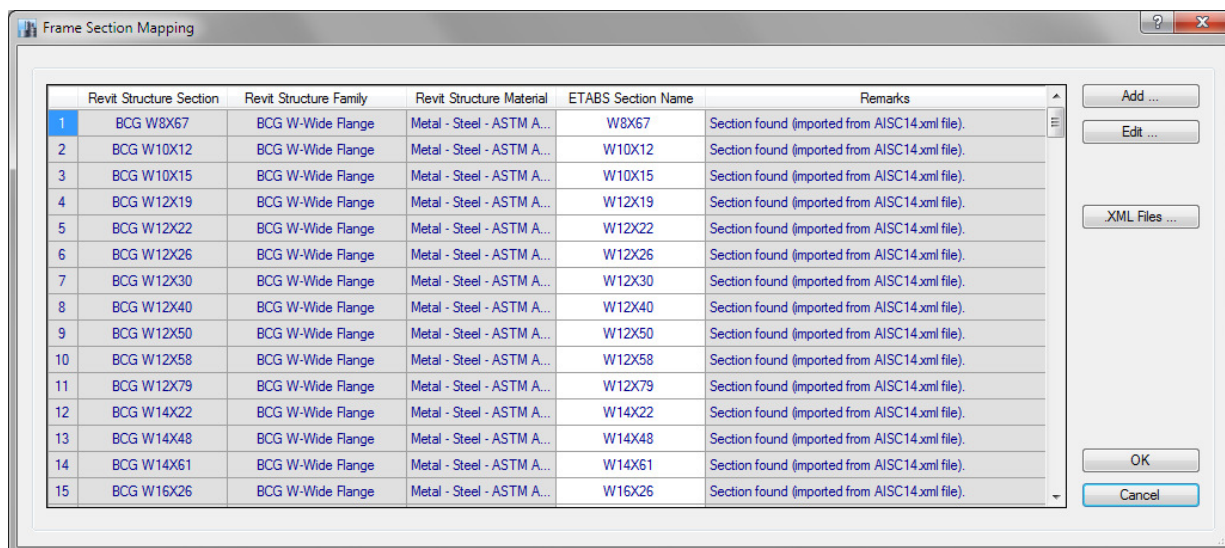 Frame Section Mapping
Revit Structure Section Revit Structure Family Revit Structure Material ETABS Section Name Remarks
1 BCG W8X67 BCG W-Wide Flange Metal - Steel - ASTM A... W8X67 Section found (imported from AISC14.xml file).
2 BCG W10X12 BCG W-Wide Flange Metal - Steel - ASTM A... W10X12 Section found (imported from AISC14.xml file).
3 BCG W10X15 BCG W-Wide Flange Metal - Steel - ASTM A... W10X15 Section found (imported from AISC14.xml file).
4 BCG W12X19 BCG W-Wide Flange Metal - Steel - ASTM A... W12X19 Section found (imported from AISC14.xml file).
5 BCG W12X22 BCG W-Wide Flange Metal - Steel - ASTM A... W12X22 Section found (imported from AISC14.xml file).
6 BCG W12X26 BCG W-Wide Flange Metal - Steel - ASTM A... W12X26 Section found (imported from AISC14.xml file).
7 BCG W12X30 BCG W-Wide Flange Metal - Steel - ASTM A... W12X30 Section found (imported from AISC14.xml file).
8 BCG W12X40 BCG W-Wide Flange Metal - Steel - ASTM A... W12X40 Section found (imported from AISC14.xml file).
9 BCG W12X50 BCG W-Wide Flange Metal - Steel - ASTM A... W12X50 Section found (imported from AISC14.xml file).
10 BCG W12X58 BCG W-Wide Flange Metal - Steel - ASTM A... W12X58 Section found (imported from AISC14.xml file).
11 BCG W12X79 BCG W-Wide Flange Metal - Steel - ASTM A... W12X79 Section found (imported from AISC14.xml file).
12 BCG W14X22 BCG W-Wide Flange Metal - Steel - ASTM A... W14X22 Section found (imported from AISC14.xml file).
13 BCG W14X48 BCG W-Wide Flange Metal - Steel - ASTM A... W14X48 Section found (imported from AISC14.xml file).
14 BCG W14X61 BCG W-Wide Flange Metal - Steel - ASTM A... W14X61 Section found (imported from AISC14.xml file).
15 BCG W16X26 BCG W-Wide Flange Metal - Steel - ASTM A... W16X26 Section found (imported from AISC14.xml file).
Add ...
Edit ...
.XML Files ...
OK
Cancel